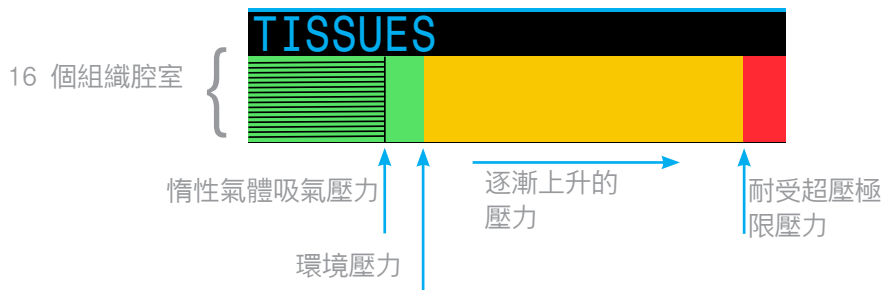 TISSUES
16 個組織腔室
惰性氣體吸氣壓力
逐漸上升的
壓力
耐受超壓極
限壓力
環境壓力